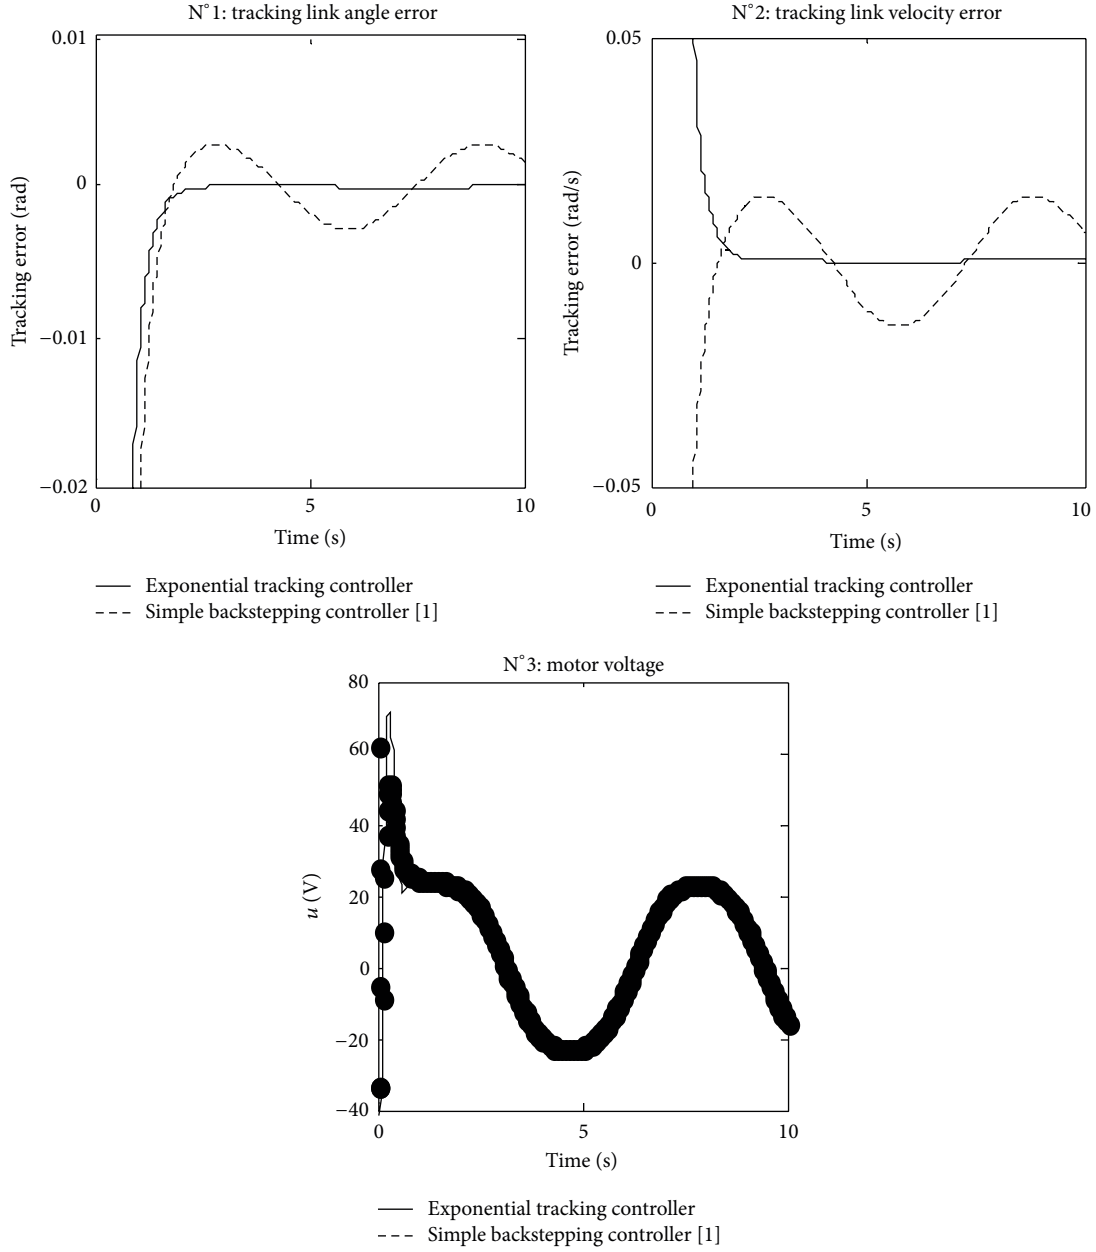 N°1: tracking link angle error
0.01
0
−0.01
−0.02
Tracking error (rad)
0
5
10
Time (s)
Exponential tracking controller
Simple backstepping controller [1]
N°2: tracking link velocity error
0.05
0
−0.05
Tracking error (rad/s)
0
5
10
Time (s)
Exponential tracking controller
Simple backstepping controller [1]
N°3: motor voltage
80
60
40
20
0
−20
−40
u (V)
0
5
10
Time (s)
Exponential tracking controller
Simple backstepping controller [1]